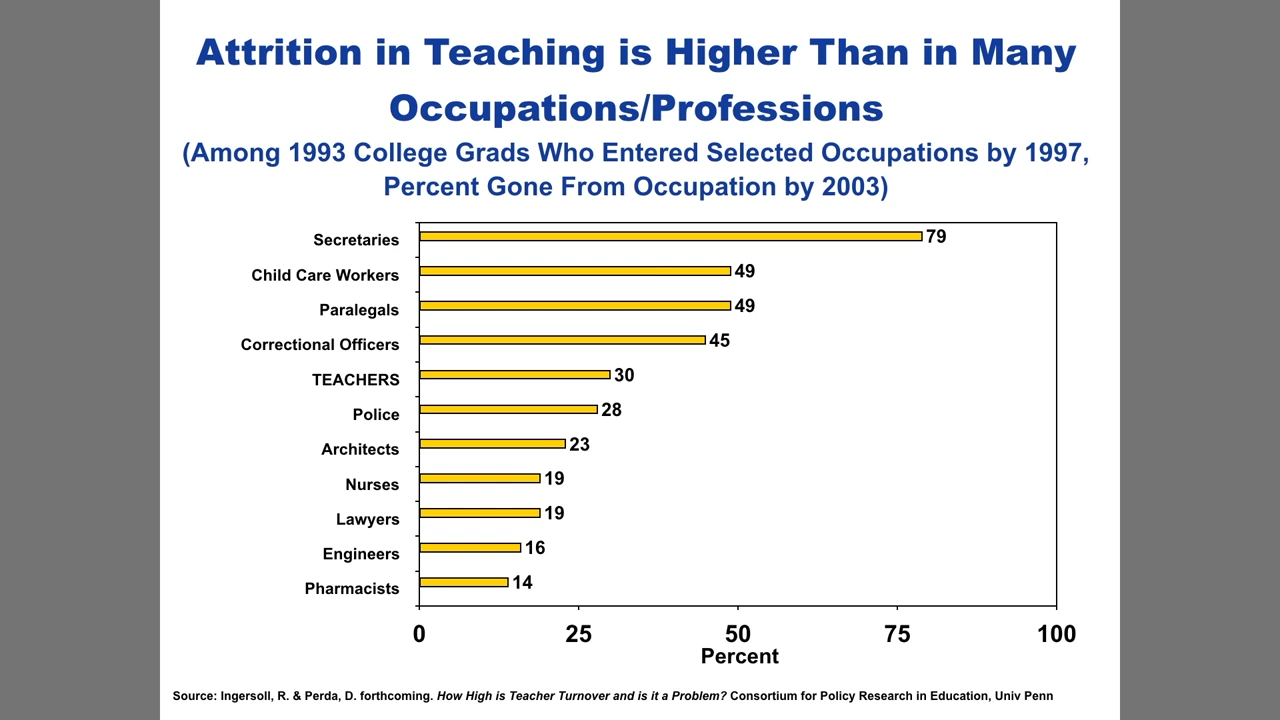 Attrition in Teaching is Higher Than in Many
Occupations/Professions
(Among 1993 College Grads Who Entered Selected Occupations by 1997,
Percent Gone From Occupation by 2003)
Secretaries 79
Child Care Workers 49
Paralegals 49
Correctional Officers 45
TEACHERS 30
Police 28
Architects 23
Nurses 19
Lawyers 19
Engineers 16
Pharmacists 14
0 25 50 75 100
Percent
Source: Ingersoll, R. & Perda, D. forthcoming. How High is Teacher Turnover and is it a Problem? Consortium for Policy Research in Education, Univ Penn